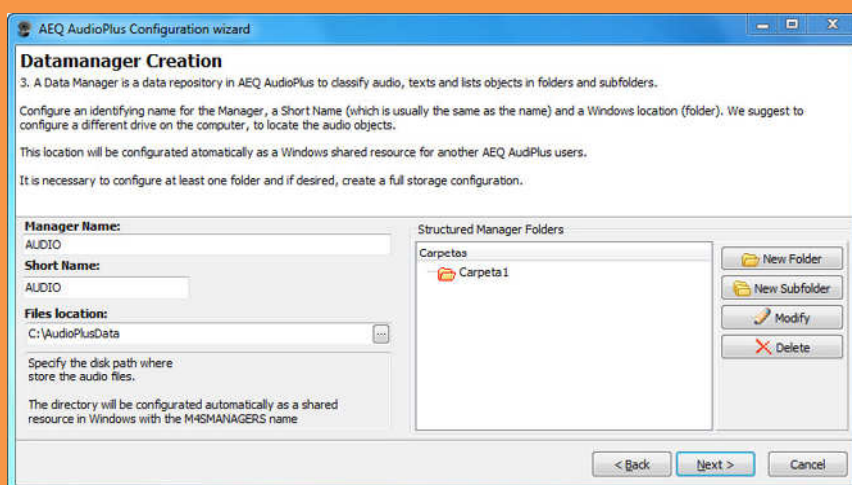 AEQ AudioPlus Configuration wizard
Datamanager Creation
3. A Data Manager is a data repository in AEQ AudioPlus to classify audio, texts and lists objects in folders and subfolders.
Configure an identifying name for the Manager, a Short Name (which is usually the same as the name) and a Windows location (folder). We suggest to
configure a different drive on the computer, to locate the audio objects.
This location will be configurated atomatically as a Windows shared resource for another AEQ AudiPlus users.
It is necessary to configure at least one folder and if desired, create a full storage configuration.
Manager Name:
AUDIO
Short Name:
AUDIO
Files location:
C:\AudioPlusData
...
Specify the disk path where
store the audio files.
The directory will be configurated automatically as a shared
resource in Windows with the M4SMANAGERS name
Structured Manager Folders
Carpetas
Carpeta1
New Folder
New Subfolder
Modify
Delete
< Back
Next >
Cancel